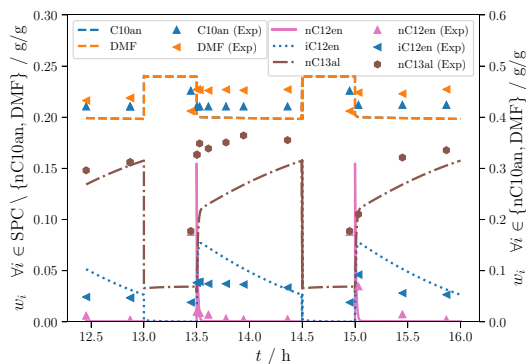 C10an
DMF
C10an (Exp)
DMF (Exp)
nC12en
iC12en
nC13al
nC12en (Exp)
iC12en (Exp)
nC13al (Exp)
0.30
0.25
0.20
0.15
0.10
0.05
0.00
0.6
0.5
0.4
0.3
0.2
0.1
0.0
12.5 13.0 13.5 14.0 14.5 15.0 15.5 16.0
t / h
w_i ∀i ∈ SPC \ {nC10an, DMF} / g/g
w_i ∀i ∈ {nC10an, DMF} / g/g